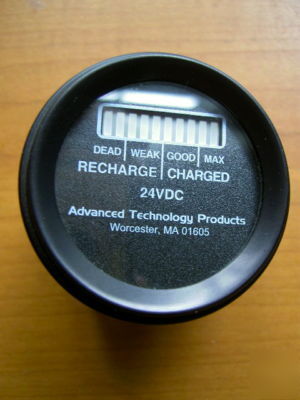 DEAD WEAK GOOD MAX
RECHARGE CHARGED
24VDC
Advanced Technology Products
Worcester, MA 01605